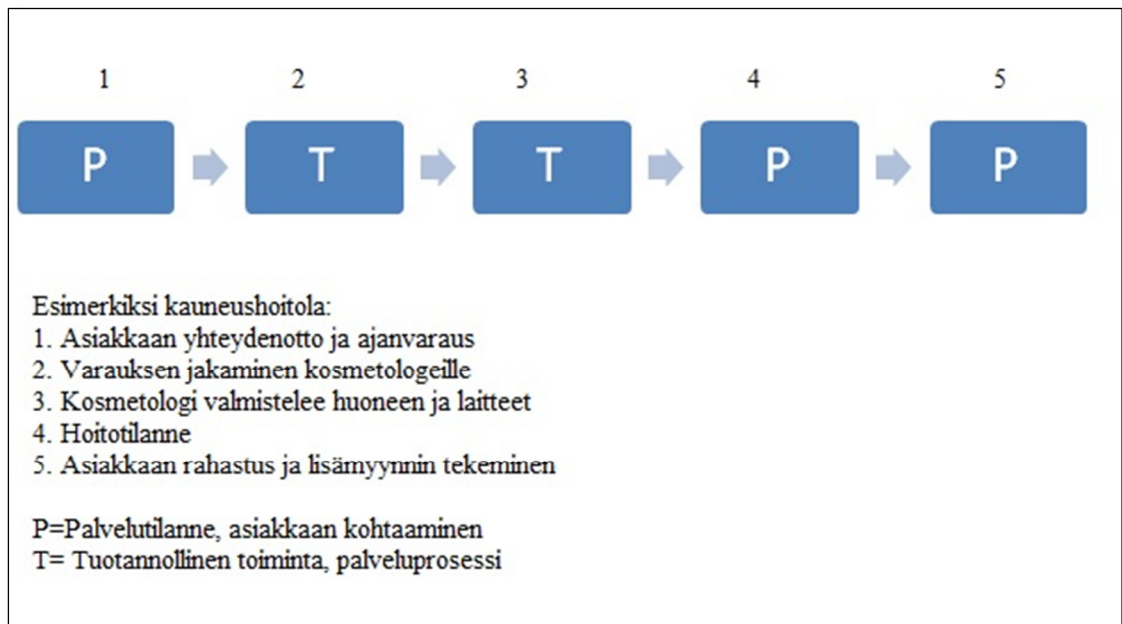 1 2 3 4 5
P T T P P
Esimerkiksi kauneushoitola:
1. Asiakkaan yhteydenotto ja ajanvaraus
2. Varauksen jakaminen kosmetologeille
3. Kosmetologi valmistelee huoneen ja laitteet
4. Hoitotilanne
5. Asiakkaan rahastus ja lisämyynnin tekeminen
P=Palvelutilanne, asiakkaan kohtaaminen
T= Tuotannollinen toiminta, palveluprosessi